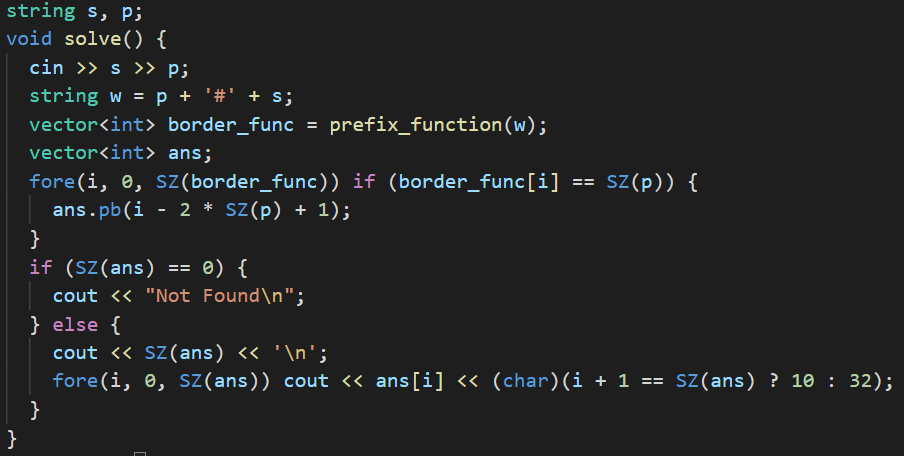 string s, p;
void solve() {
  cin >> s >> p;
  string w = p + '#' + s;
  vector<int> border_func = prefix_function(w);
  vector<int> ans;
  fore(i, 0, SZ(border_func)) if (border_func[i] == SZ(p)) {
    ans.pb(i - 2 * SZ(p) + 1);
  }
  if (SZ(ans) == 0) {
    cout << "Not Found\n";
  } else {
    cout << SZ(ans) << '\n';
    fore(i, 0, SZ(ans)) cout << ans[i] << (char)(i + 1 == SZ(ans) ? 10 : 32);
  }
}